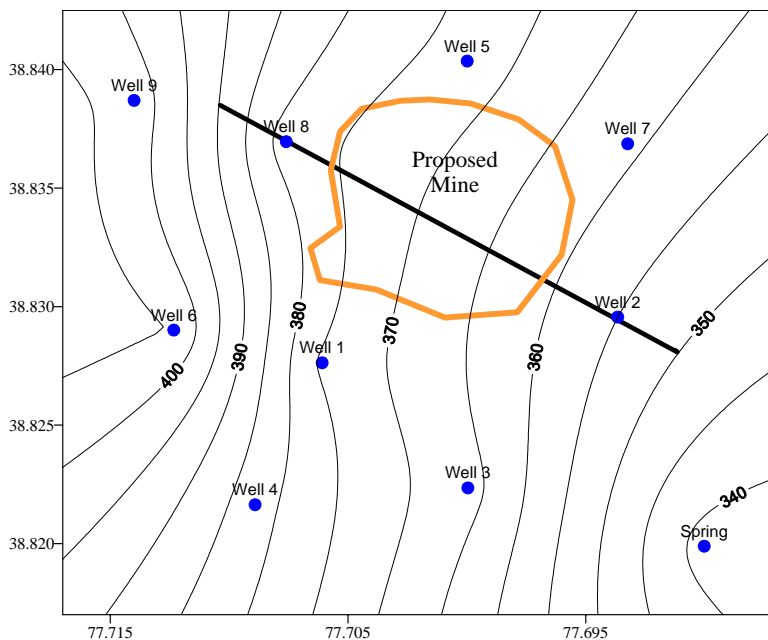 Well 5
38.840
Well 9
Well 8
Well 7
Proposed
Mine
38.835
38.830
Well 6
Well 2
380
370
350
390
Well 1
360
400
38.825
Well 3
Well 4
340
Spring
38.820
77.715
77.705
77.695